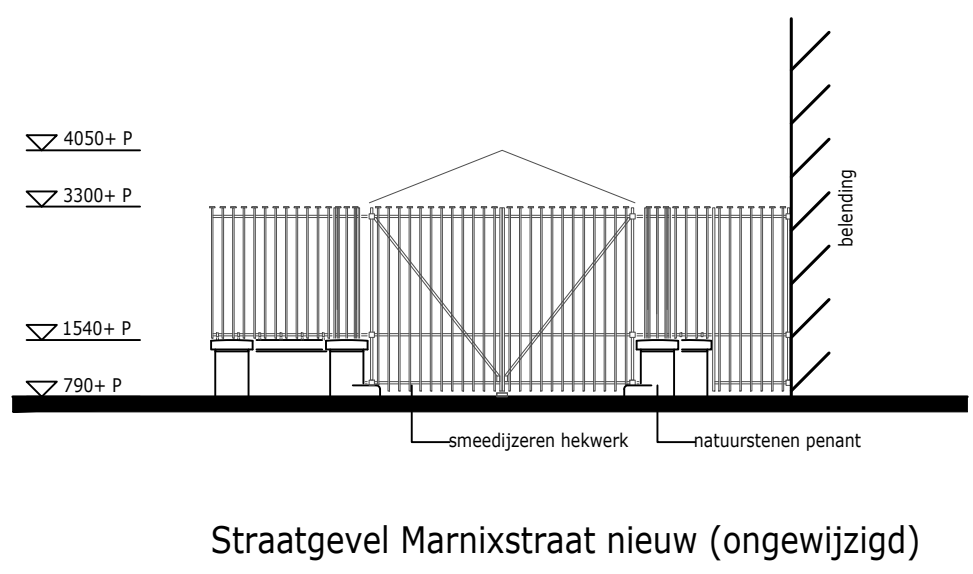 4050+ P
3300+ P
belending
1540+ P
790+ P
smeedijzeren hekwerk
natuurstenen penant
Straatgevel Marnixstraat nieuw (ongewijzigd)